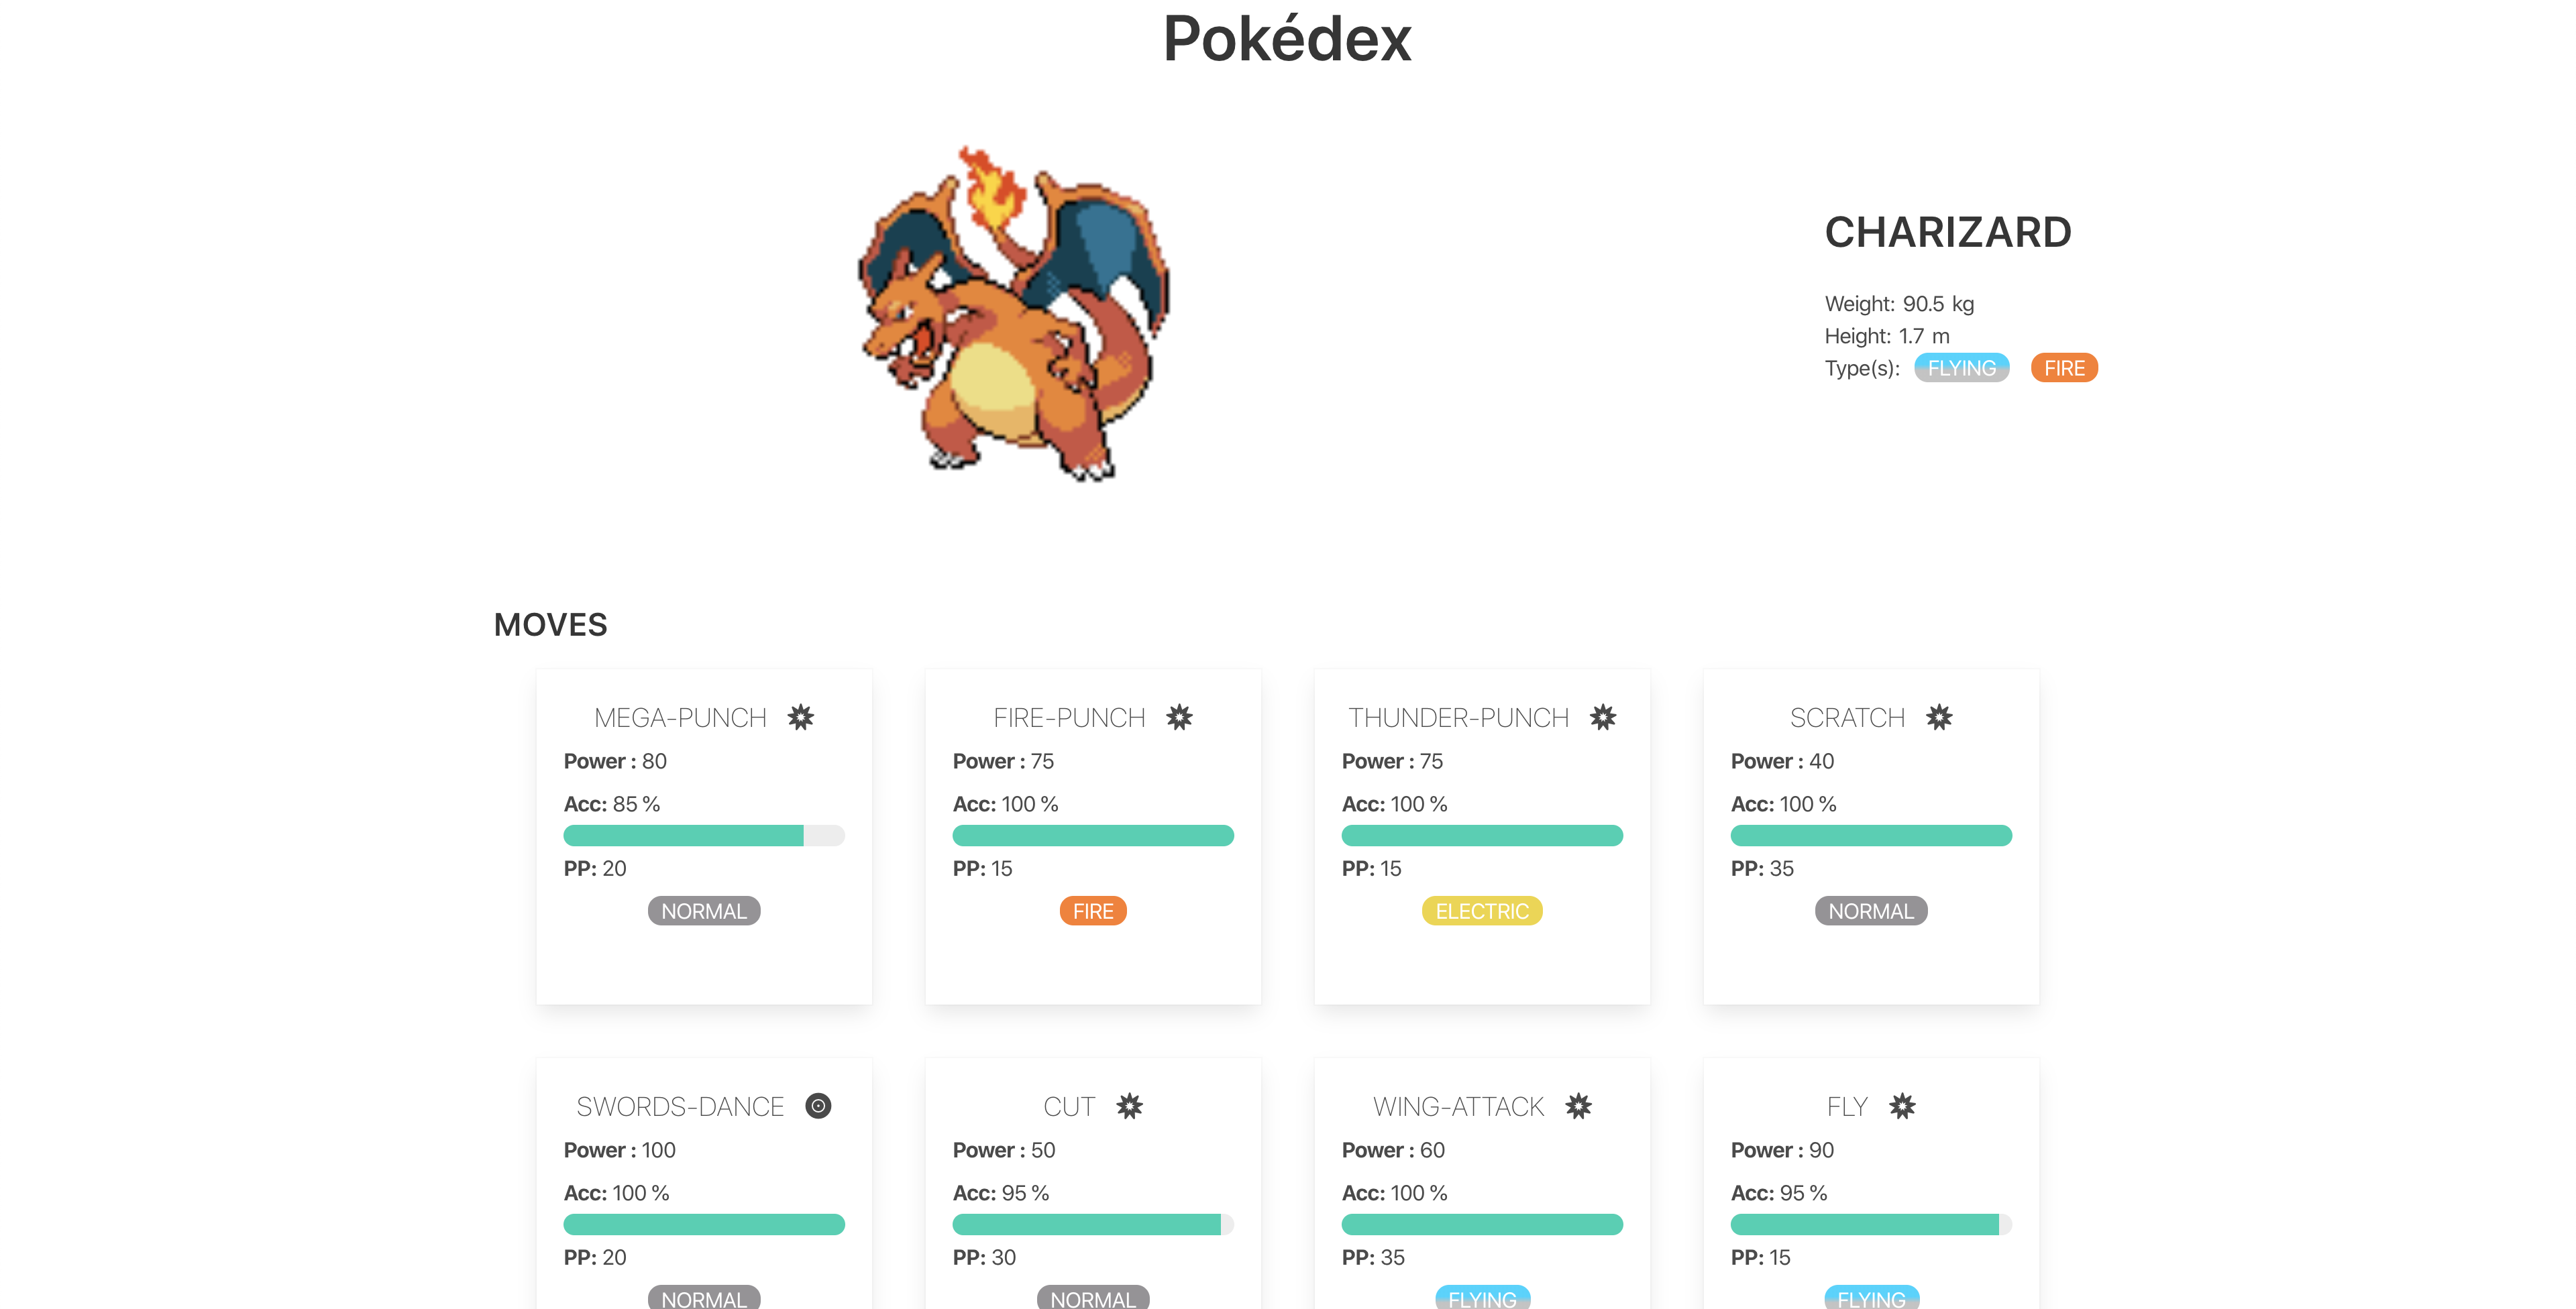 Pokédex
CHARIZARD
Weight: 90.5 kg
Height: 1.7 m
Type(s): FLYING FIRE
MOVES
MEGA-PUNCH
Power : 80
Acc: 85 %
PP: 20
NORMAL
FIRE-PUNCH
Power : 75
Acc: 100 %
PP: 15
FIRE
THUNDER-PUNCH
Power : 75
Acc: 100 %
PP: 15
ELECTRIC
SCRATCH
Power : 40
Acc: 100 %
PP: 35
NORMAL
SWORDS-DANCE
Power : 100
Acc: 100 %
PP: 20
NORMAL
CUT
Power : 50
Acc: 95 %
PP: 30
NORMAL
WING-ATTACK
Power : 60
Acc: 100 %
PP: 35
FLYING
FLY
Power : 90
Acc: 95 %
PP: 15
FLYING